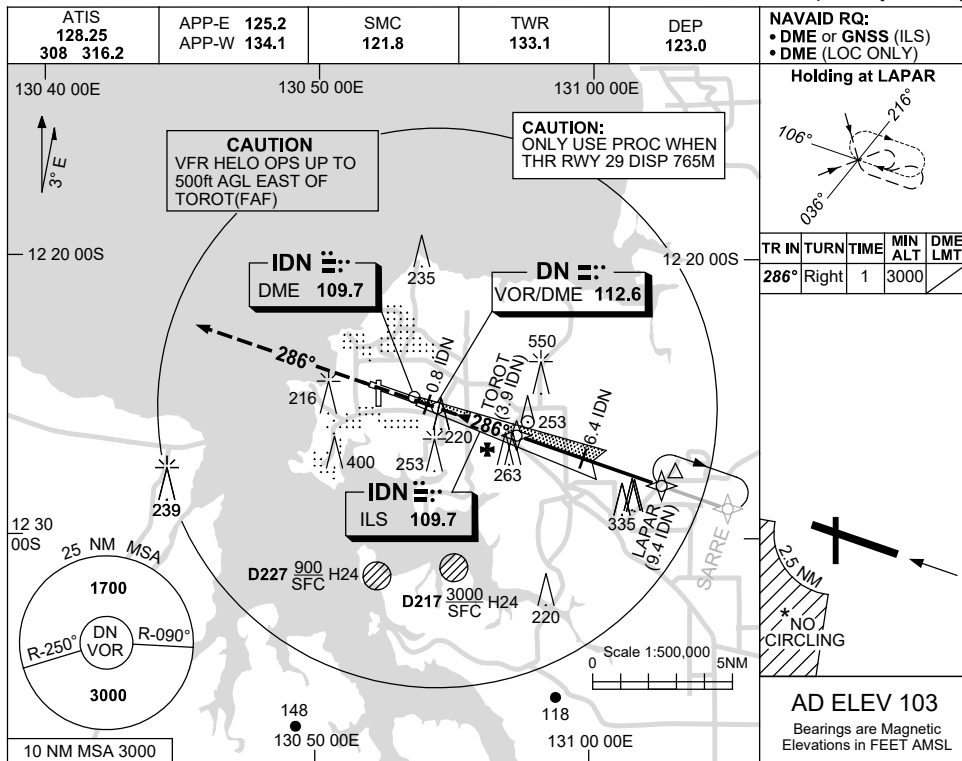 ATIS
128.25
308 316.2
APP-E 125.2
APP-W 134.1
SMC
121.8
TWR
133.1
DEP
123.0
NAVAID RQ:
• DME or GNSS (ILS)
• DME (LOC ONLY)
130 40 00E
130 50 00E
131 00 00E
3° E
CAUTION
VFR HELO OPS UP TO
500ft AGL EAST OF
TOROT(FAF)
CAUTION:
ONLY USE PROC WHEN
THR RWY 29 DISP 765M
Holding at LAPAR
216°
106°
036°
TR IN TURN TIME MIN ALT DME LMT
286° Right 1 3000
12 20 00S
12 20 00S
IDN
DME 109.7
DN
VOR/DME 112.6
235
550
286°
0.8 IDN
TOROT
(3.9 IDN)
216
286°
253
6.4 IDN
220
400
253
263
239
IDN
ILS 109.7
335
LAPAR
(9.4 IDN)
SARRE
12 30
00S
25 NM MSA
1700
DN
VOR
R-250°
R-090°
3000
10 NM MSA 3000
D227 900 SFC H24
D217 3000 SFC H24
220
Scale 1:500,000
0 5NM
148
118
130 50 00E
131 00 00E
2.5 NM
*NO
CIRCLING
AD ELEV 103
Bearings are Magnetic
Elevations in FEET AMSL